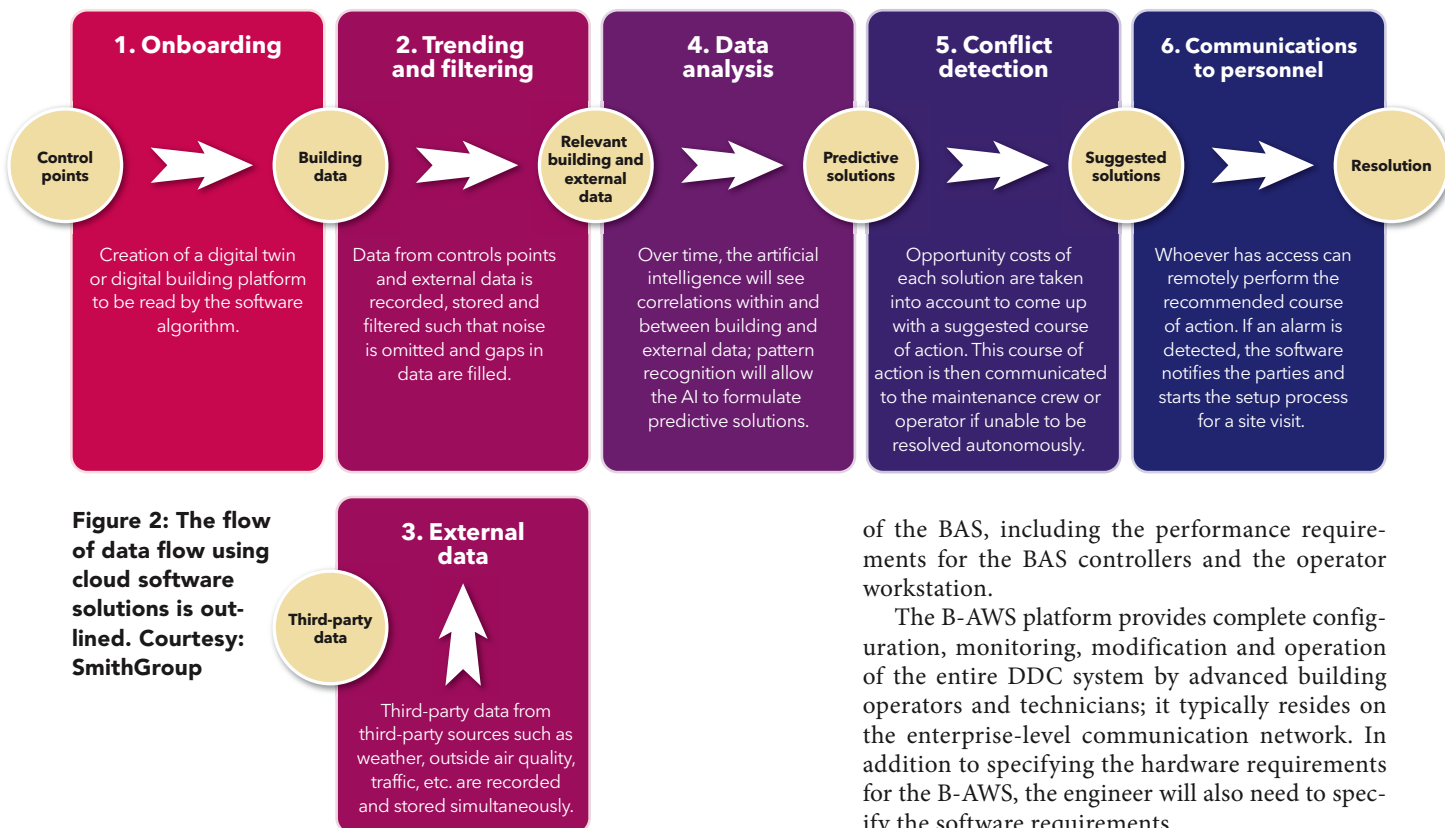 1. Onboarding
Control
points
Creation of a digital twin
or digital building platform
to be read by the software
algorithm.
2. Trending
and filtering
Building
data
Data from controls points
and external data is
recorded, stored and
filtered such that noise
is omitted and gaps in
data are filled.
4. Data
analysis
Relevant
building and
external
data
Over time, the artificial
intelligence will see
correlations within and
between building and
external data; pattern
recognition will allow
the AI to formulate
predictive solutions.
5. Conflict
detection
Predictive
solutions
Opportunity costs of
each solution are taken
into account to come up
with a suggested course
of action. This course of
action is then communicated
to the maintenance crew or
operator if unable to be
resolved autonomously.
6. Communications
to personnel
Suggested
solutions
Resolution
Whoever has access can
remotely perform the
recommended course
of action. If an alarm is
detected, the software
notifies the parties and
starts the setup process
for a site visit.
Figure 2: The flow
of data flow using
cloud software
solutions is out-
lined. Courtesy:
SmithGroup
3. External
data
Third-party
data
Third-party data from
third-party sources such as
weather, outside air quality,
traffic, etc. are recorded
and stored simultaneously.
of the BAS, including the performance require-
ments for the BAS controllers and the operator
workstation.
The B-AWS platform provides complete config-
uration, monitoring, modification and operation
of the entire DDC system by advanced building
operators and technicians; it typically resides on
the enterprise-level communication network. In
addition to specifying the hardware requirements
for the B-AWS, the engineer will also need to spec-
ify the software requirements.